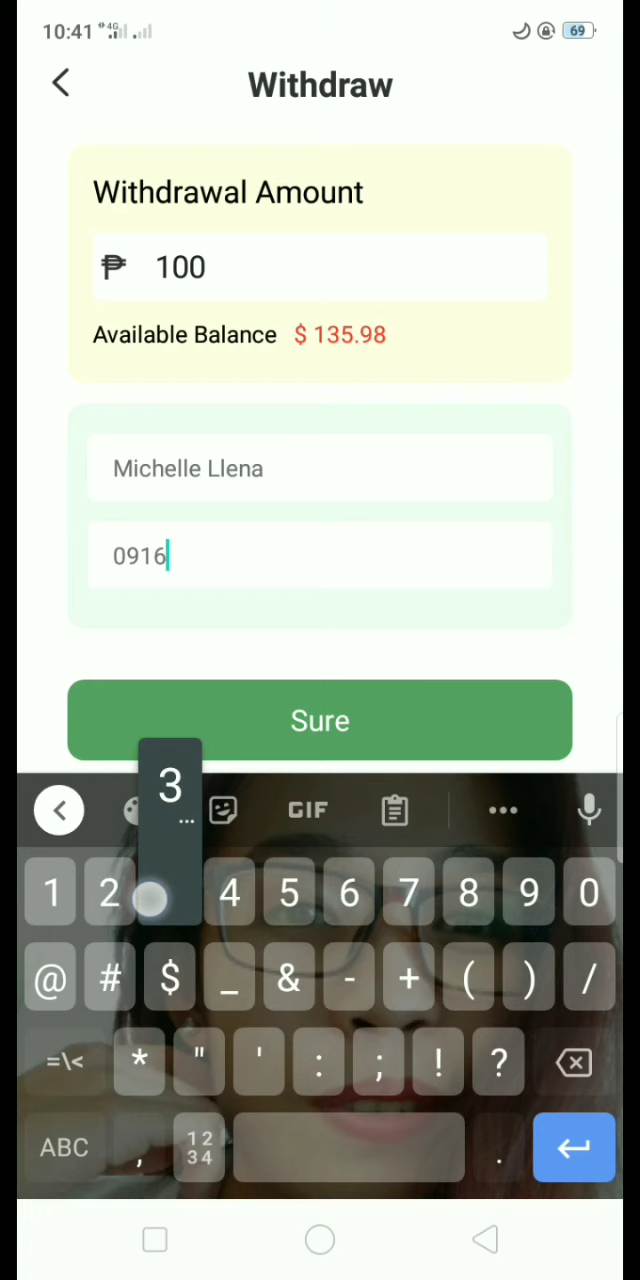 10:41 4G 69
Withdraw
Withdrawal Amount
₱ 100
Available Balance $ 135.98
Michelle Llena
0916
Sure
3
...
GIF
1 2 4 5 6 7 8 9 0
@ # $ _ & - + ( ) /
=\< * " ' : ; ! ?
ABC , 12 .
34